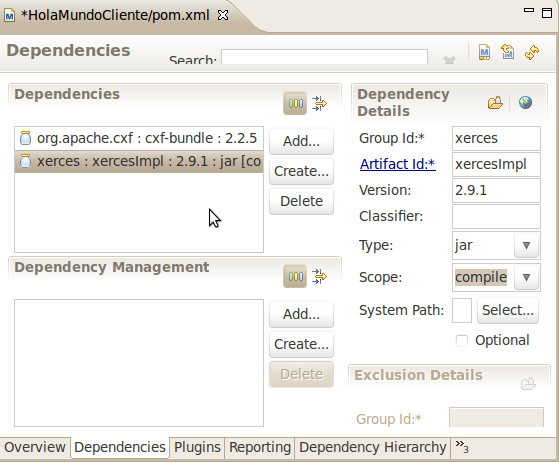 *HolaMundoCliente/pom.xml
Dependencies
Search:
Dependencies
org.apache.cxf : cxf-bundle : 2.2.5
xerces : xercesImpl : 2.9.1 : jar [co
Add...
Create...
Delete
Dependency Management
Add...
Create...
Delete
Dependency
Details
Group Id:* xerces
Artifact Id:* xercesImpl
Version: 2.9.1
Classifier:
Type: jar
Scope: compile
System Path: Select...
Optional
Exclusion Details
Group Id:*
Overview Dependencies Plugins Reporting Dependency Hierarchy »3